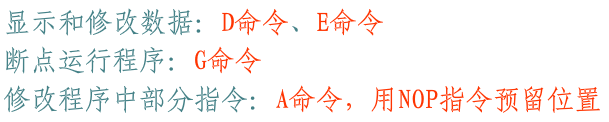 显示和修改数据：D命令、E命令
断点运行程序：G命令
修改程序中部分指令：A命令，用NOP指令预留位置